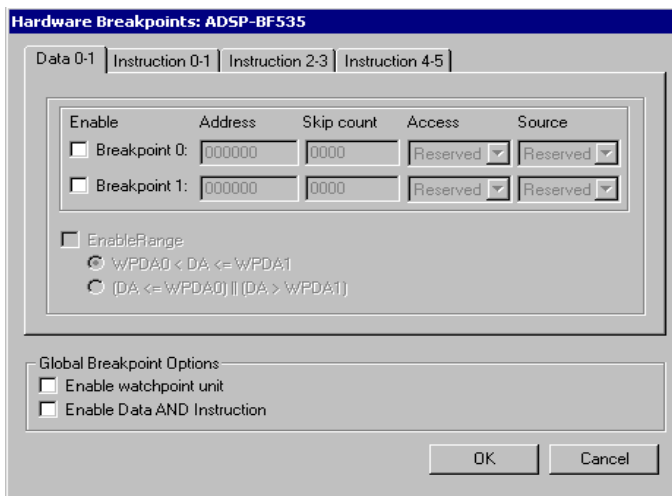 Hardware Breakpoints: ADSP-BF535
Data 0-1 Instruction 0-1 Instruction 2-3 Instruction 4-5
Enable Address Skip count Access Source
Breakpoint 0: 000000 0000 Reserved Reserved
Breakpoint 1: 000000 0000 Reserved Reserved
EnableRange
WPDA0 < DA <= WPDA1
(DA <= WPDA0) || (DA > WPDA1)
Global Breakpoint Options
Enable watchpoint unit
Enable Data AND Instruction
OK Cancel